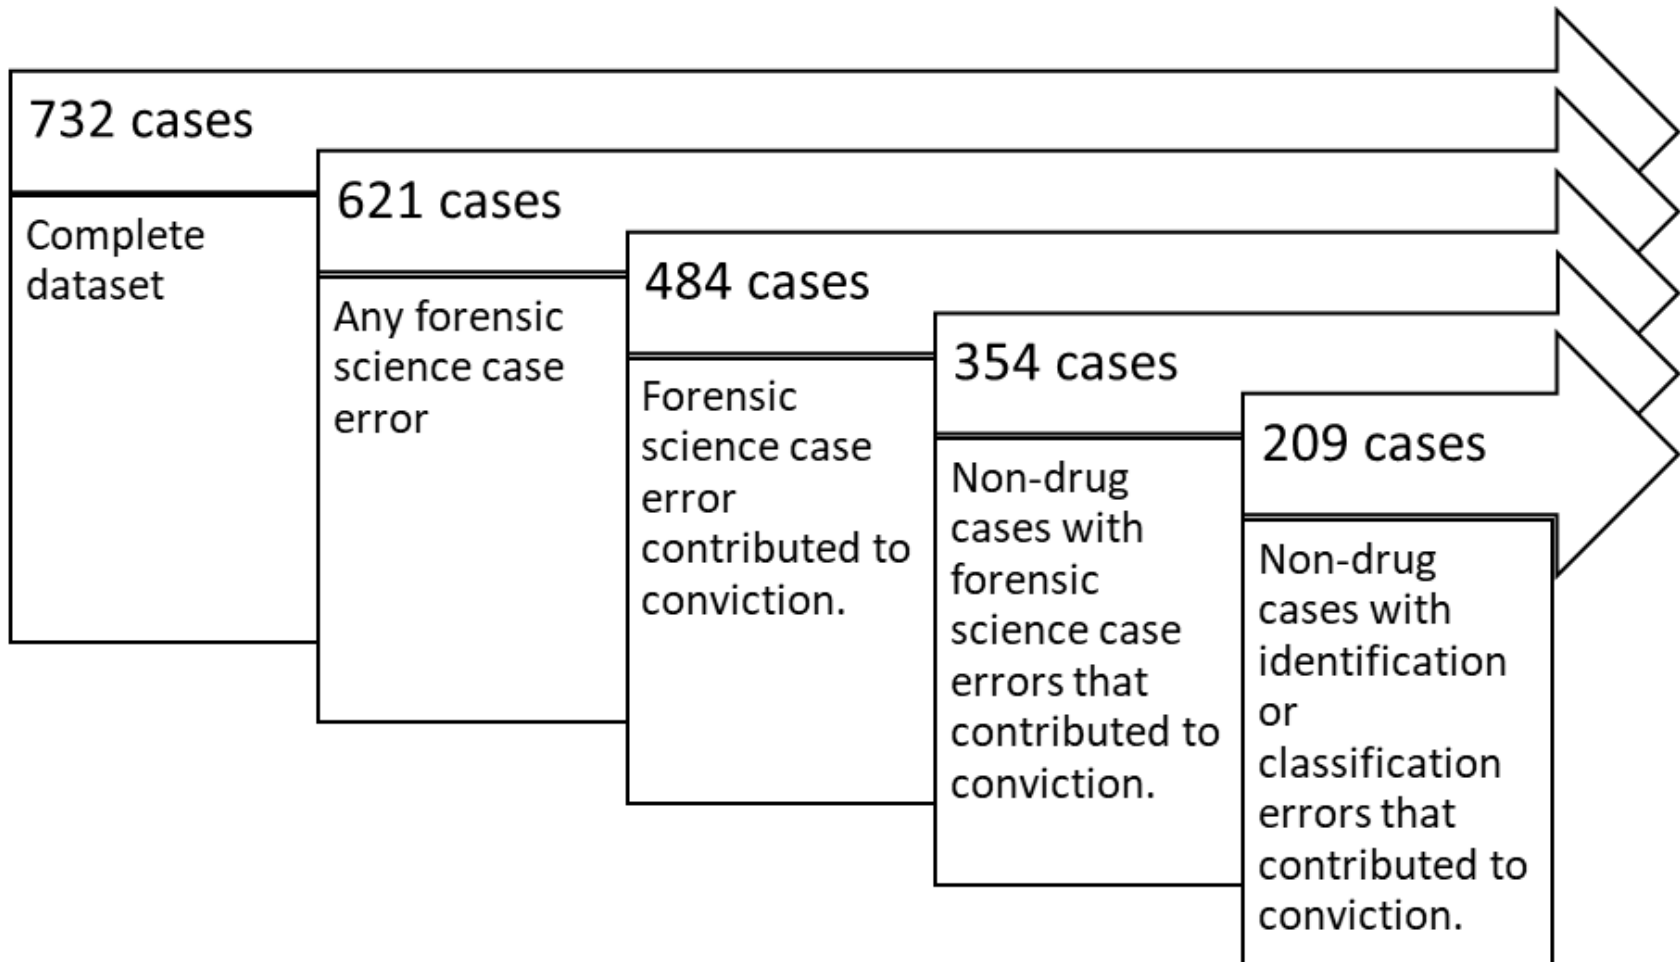 732 cases
Complete
dataset
621 cases
Any forensic
science case
error
484 cases
Forensic
science case
error
contributed to
conviction.
354 cases
Non-drug
cases with
forensic
science case
errors that
contributed to
conviction.
209 cases
Non-drug
cases with
identification
or
classification
errors that
contributed to
conviction.